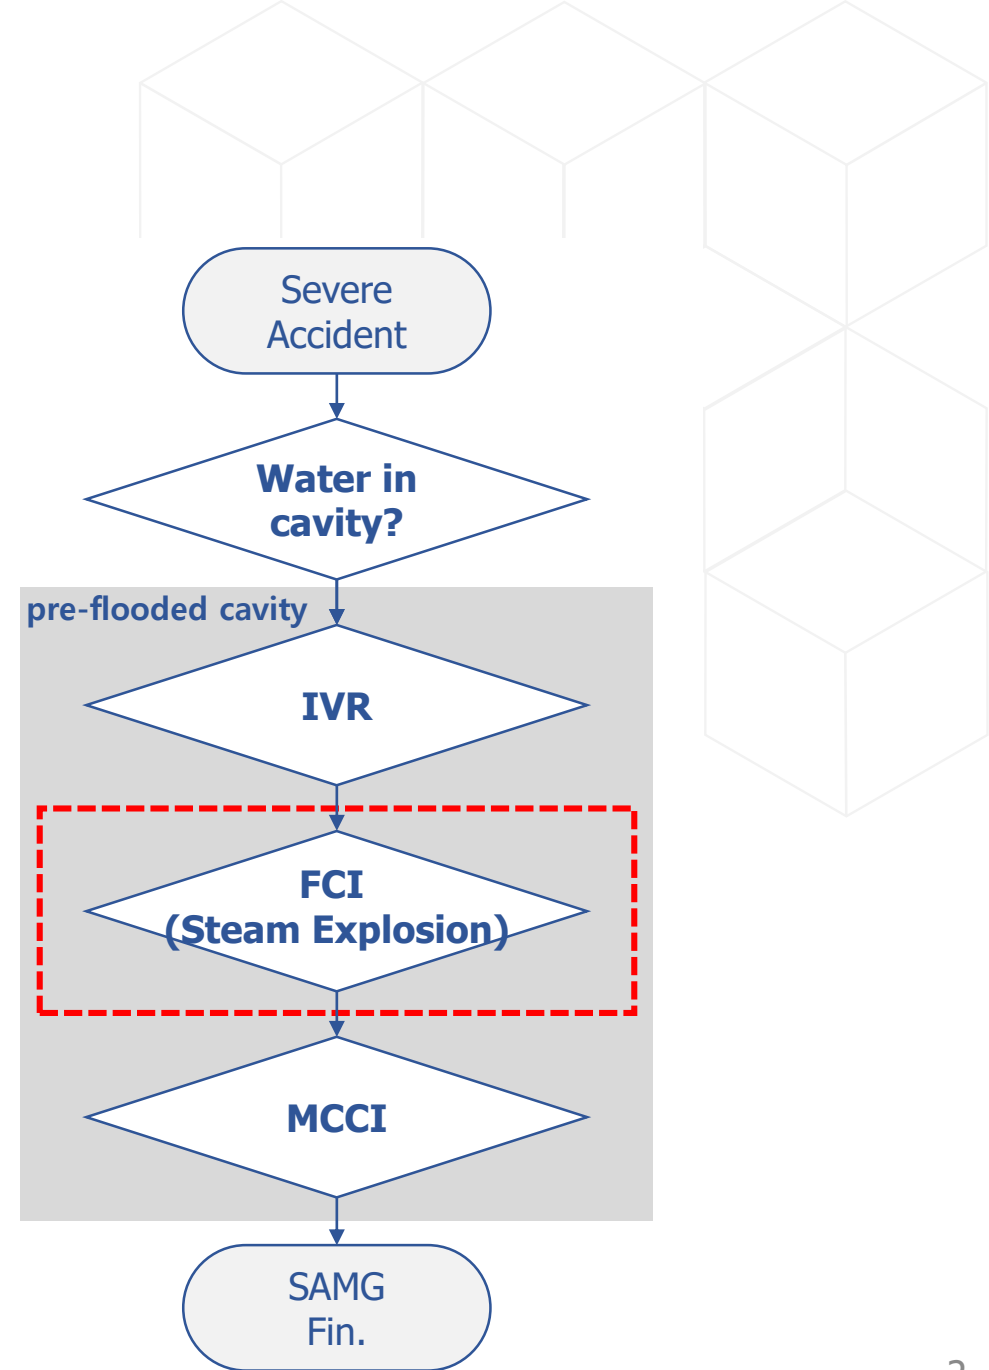 Severe
Accident
Water in
cavity?
pre-flooded cavity
IVR
FCI
(Steam Explosion)
MCCI
SAMG
Fin.